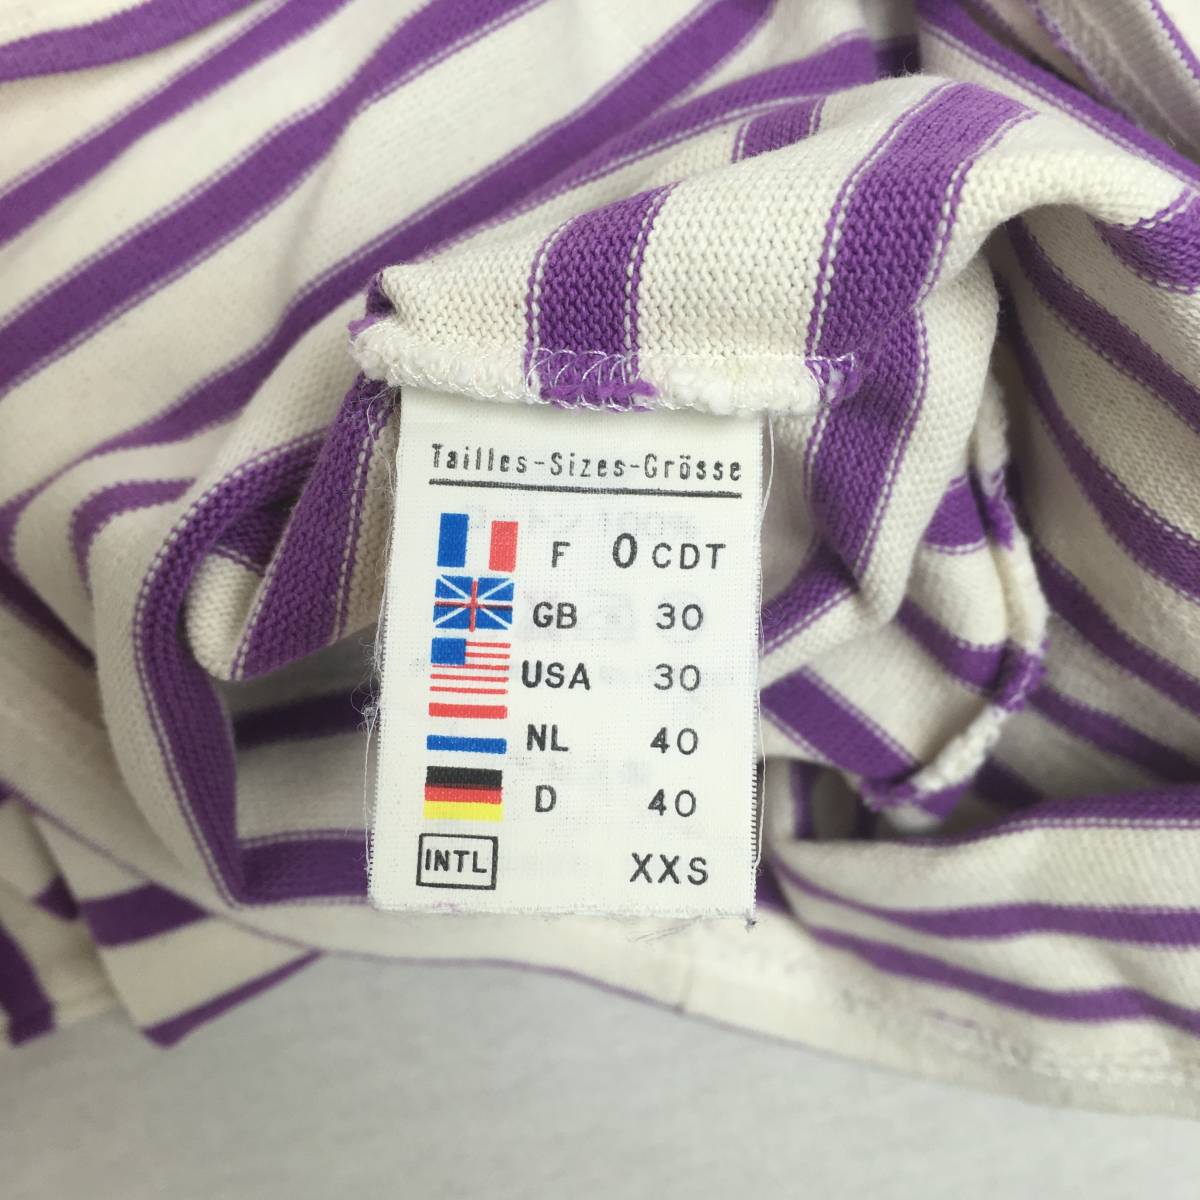 Tailles-Sizes-Grösse
F 0 CDT
GB 30
USA 30
NL 40
D 40
INTL XXS